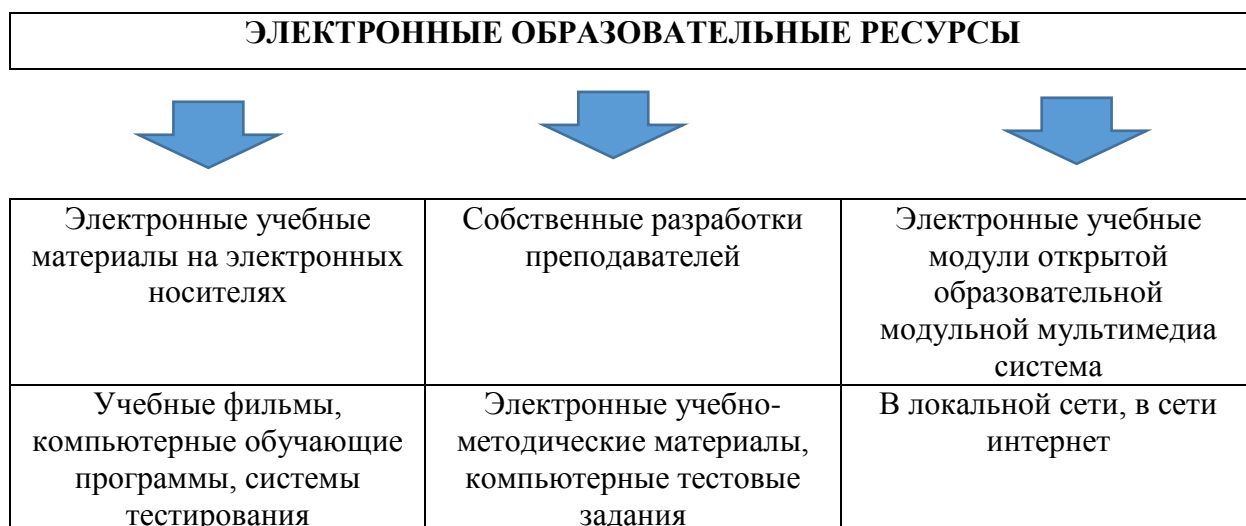 ЭЛЕКТРОННЫЕ ОБРАЗОВАТЕЛЬНЫЕ РЕСУРСЫ
Электронные учебные
материалы на электронных
носителях
Собственные разработки
преподавателей
Электронные учебные
модули открытой
образовательной
модульной мультимедиа
система
Учебные фильмы,
компьютерные обучающие
программы, системы
тестирования
Электронные учебно-
методические материалы,
компьютерные тестовые
задания
В локальной сети, в сети
интернет